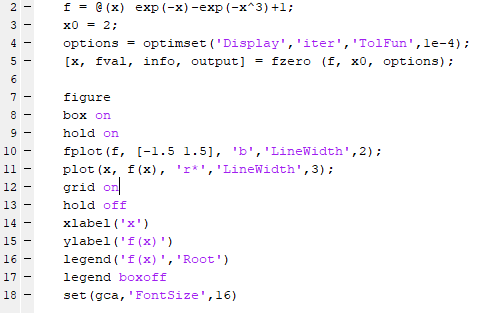 2 - f = @(x) exp(-x)-exp(-x^3)+1;
3 - x0 = 2;
4 - options = optimset('Display','iter','TolFun',1e-4);
5 - [x, fval, info, output] = fzero (f, x0, options);
6
7 - figure
8 - box on
9 - hold on
10 - fplot(f, [-1.5 1.5], 'b','LineWidth',2);
11 - plot(x, f(x), 'r*','LineWidth',3);
12 - grid on
13 - hold off
14 - xlabel('x')
15 - ylabel('f(x)')
16 - legend('f(x)','Root')
17 - legend boxoff
18 - set(gca,'FontSize',16)